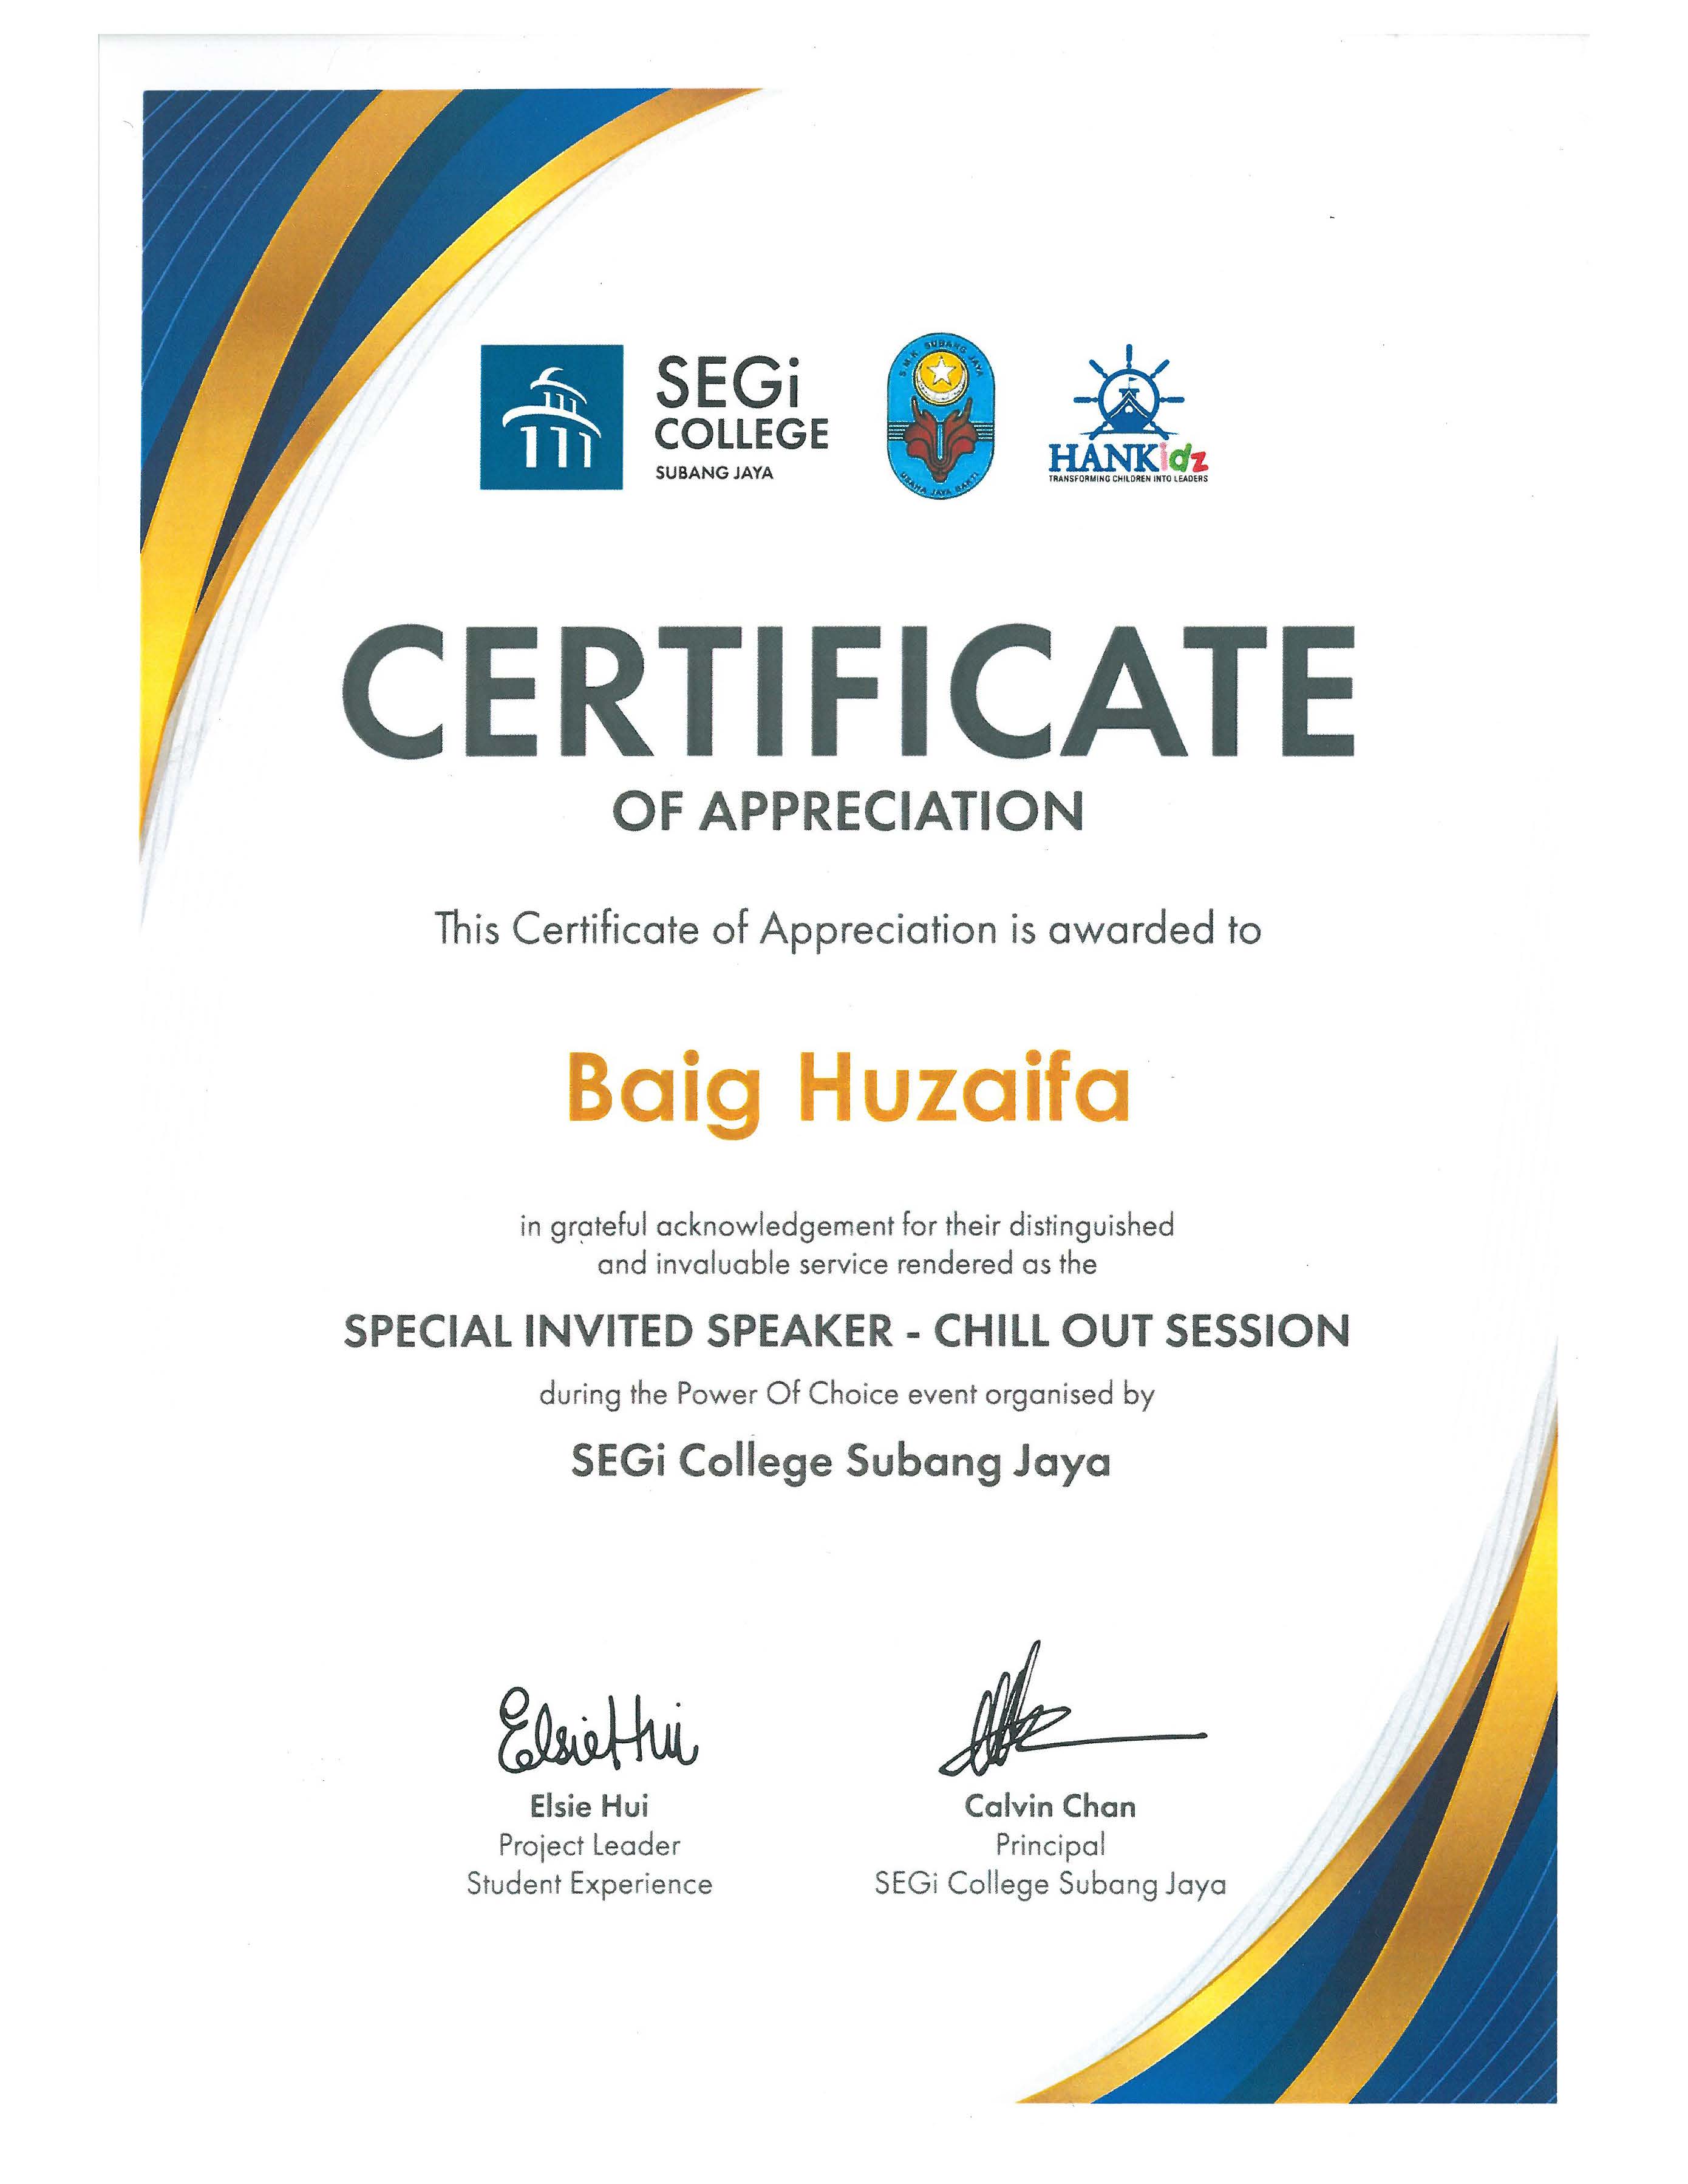 SEGi
COLLEGE
SUBANG JAYA
S.M.K. SUBANG JAYA
USAHA JAYA BAKTI
HANKidz
TRANSFORMING CHILDREN INTO LEADERS
CERTIFICATE
OF APPRECIATION
This Certificate of Appreciation is awarded to
Baig Huzaifa
in grateful acknowledgement for their distinguished
and invaluable service rendered as the
SPECIAL INVITED SPEAKER - CHILL OUT SESSION
during the Power Of Choice event organised by
SEGi College Subang Jaya
Elsie Hui
Elsie Hui
Project Leader
Student Experience
Calvin Chan
Principal
SEGi College Subang Jaya